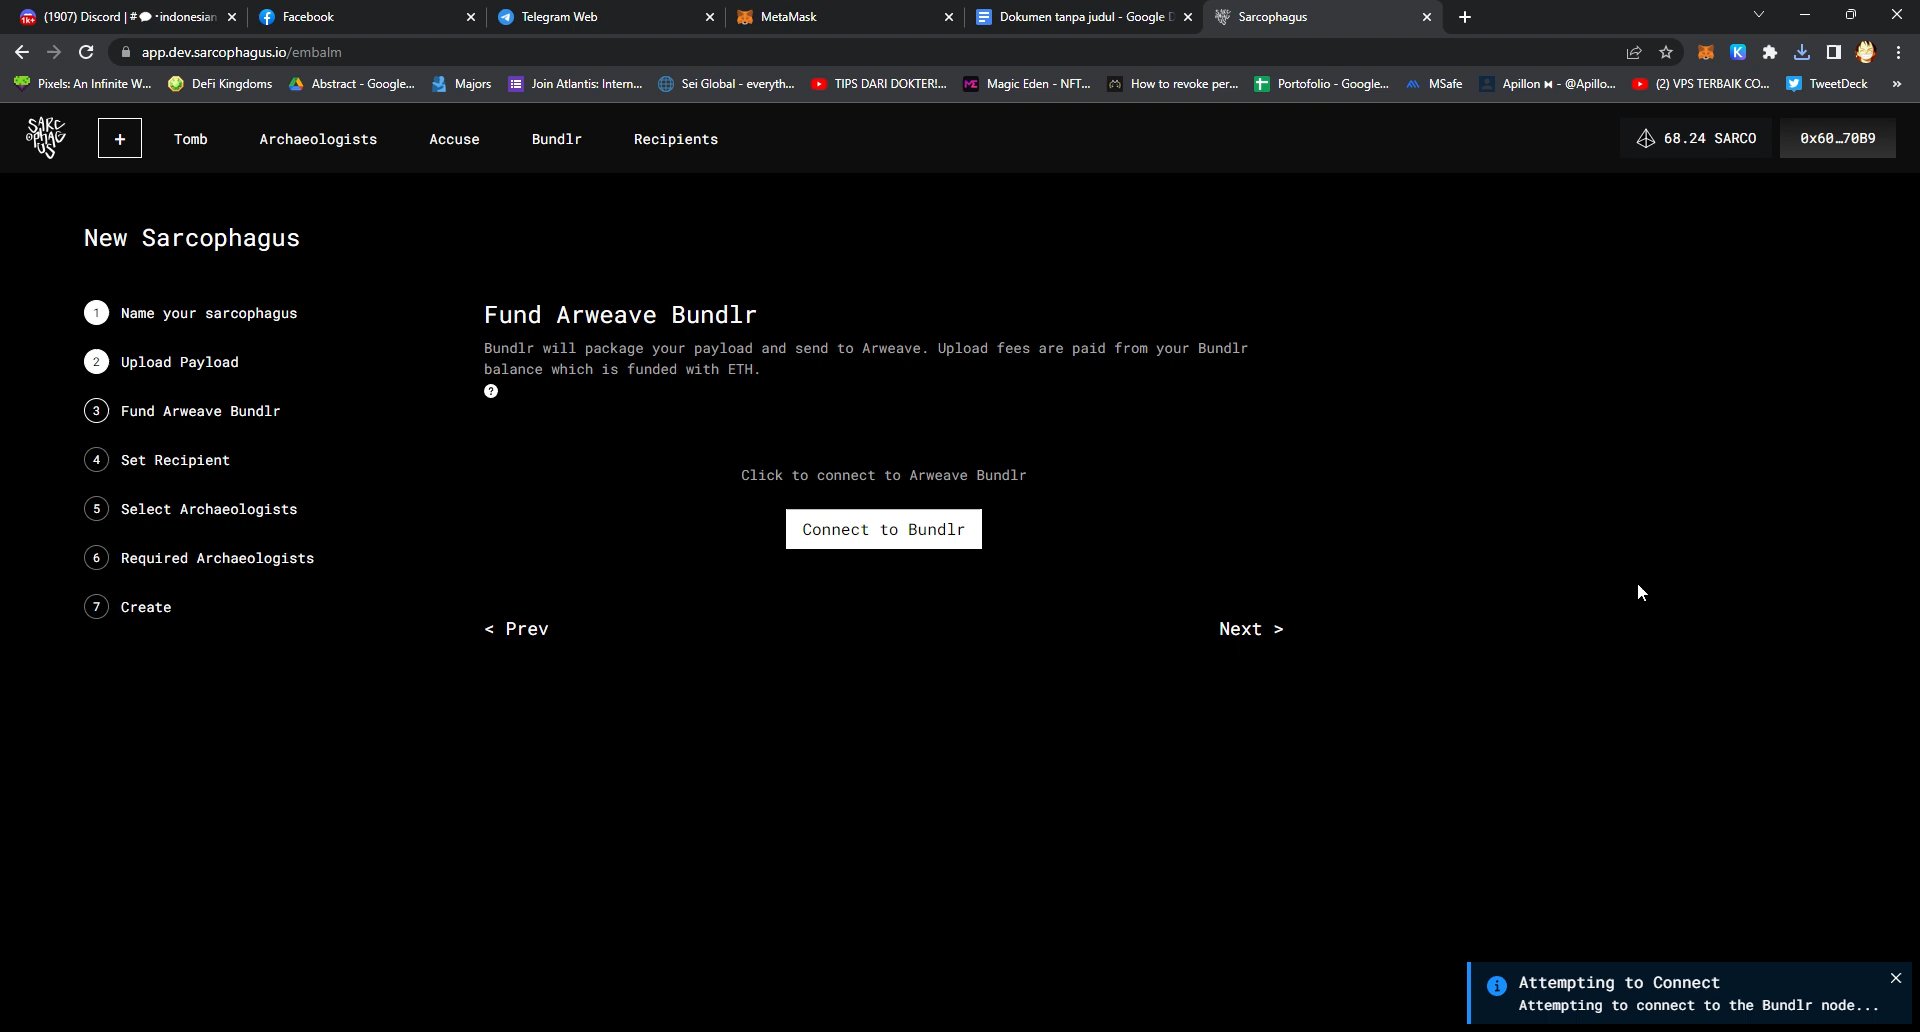 (1907) Discord | #💬・indonesian
Facebook
Telegram Web
MetaMask
Dokumen tanpa judul - Google D
Sarcophagus
app.dev.sarcophagus.io/embalm
Pixels: An Infinite W...
DeFi Kingdoms
Abstract - Google...
Majors
Join Atlantis: Intern...
Sei Global - everyth...
TIPS DARI DOKTER!...
Magic Eden - NFT...
How to revoke per...
Portofolio - Google...
MSafe
Apillon ⧓ - @Apillo...
(2) VPS TERBAIK CO...
TweetDeck
»
SARCOPHAGUS
+
Tomb
Archaeologists
Accuse
Bundlr
Recipients
68.24 SARCO
0x60…70B9
New Sarcophagus
1 Name your sarcophagus
2 Upload Payload
3 Fund Arweave Bundlr
4 Set Recipient
5 Select Archaeologists
6 Required Archaeologists
7 Create
Fund Arweave Bundlr
Bundlr will package your payload and send to Arweave. Upload fees are paid from your Bundlr
balance which is funded with ETH.
?
Click to connect to Arweave Bundlr
Connect to Bundlr
< Prev
Next >
Attempting to Connect
Attempting to connect to the Bundlr node...